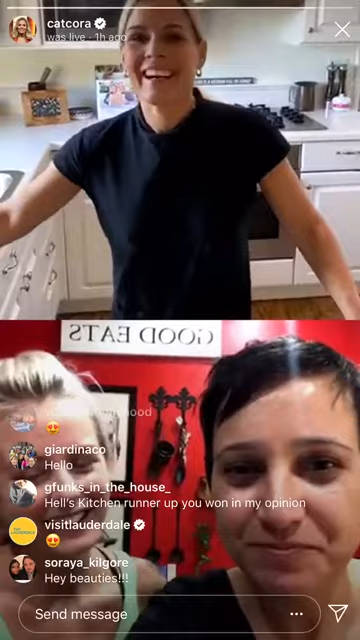 catcora
was live · 1h ago
GOOD EATS
😍
giardinaco
Hello
gfunks_in_the_house_
Hell's Kitchen runner up you won in my opinion
visitlauderdale
😍
soraya_kilgore
Hey beauties!!!
Send message